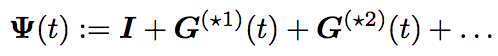 Ψ(t) := I + G^{(⋆1)}(t) + G^{(⋆2)}(t) + …